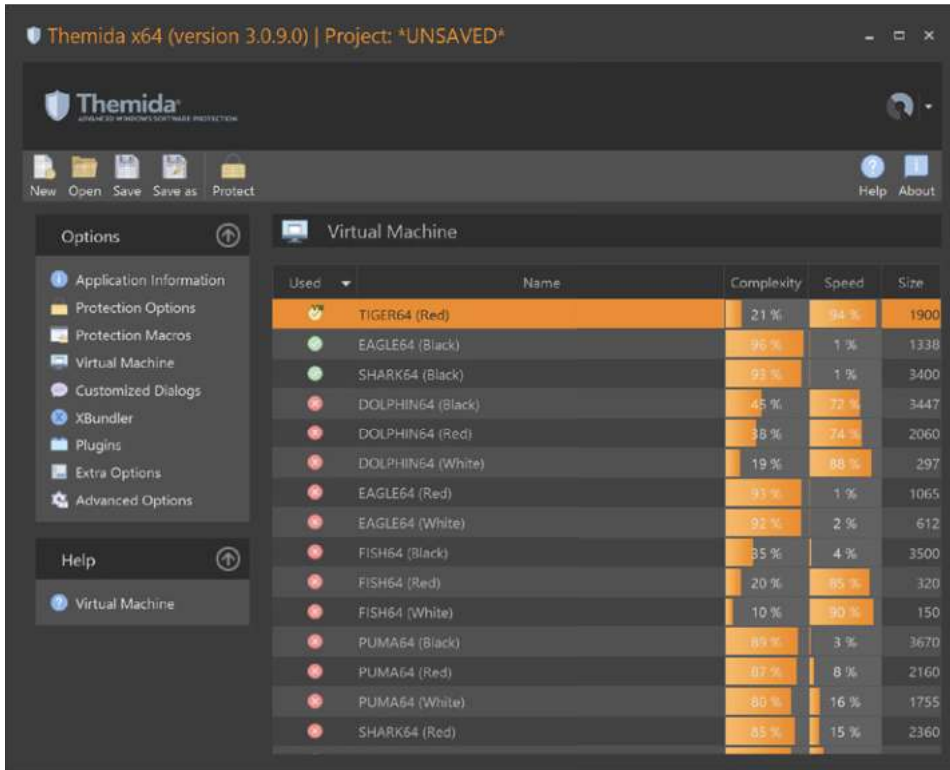 Themida x64 (version 3.0.9.0) | Project: *UNSAVED*
Themida
ADVANCED WINDOWS SOFTWARE PROTECTION
New Open Save Save as Protect Help About
Options
Application Information
Protection Options
Protection Macros
Virtual Machine
Customized Dialogs
XBundler
Plugins
Extra Options
Advanced Options
Help
Virtual Machine
Virtual Machine
Used Name Complexity Speed Size
TIGER64 (Red) 21 % 94 % 1900
EAGLE64 (Black) 96 % 1 % 1338
SHARK64 (Black) 93 % 1 % 3400
DOLPHIN64 (Black) 45 % 72 % 3447
DOLPHIN64 (Red) 38 % 74 % 2060
DOLPHIN64 (White) 19 % 88 % 297
EAGLE64 (Red) 93 % 1 % 1065
EAGLE64 (White) 92 % 2 % 612
FISH64 (Black) 35 % 4 % 3500
FISH64 (Red) 20 % 85 % 320
FISH64 (White) 10 % 90 % 150
PUMA64 (Black) 89 % 3 % 3670
PUMA64 (Red) 87 % 8 % 2160
PUMA64 (White) 80 % 16 % 1755
SHARK64 (Red) 85 % 15 % 2360